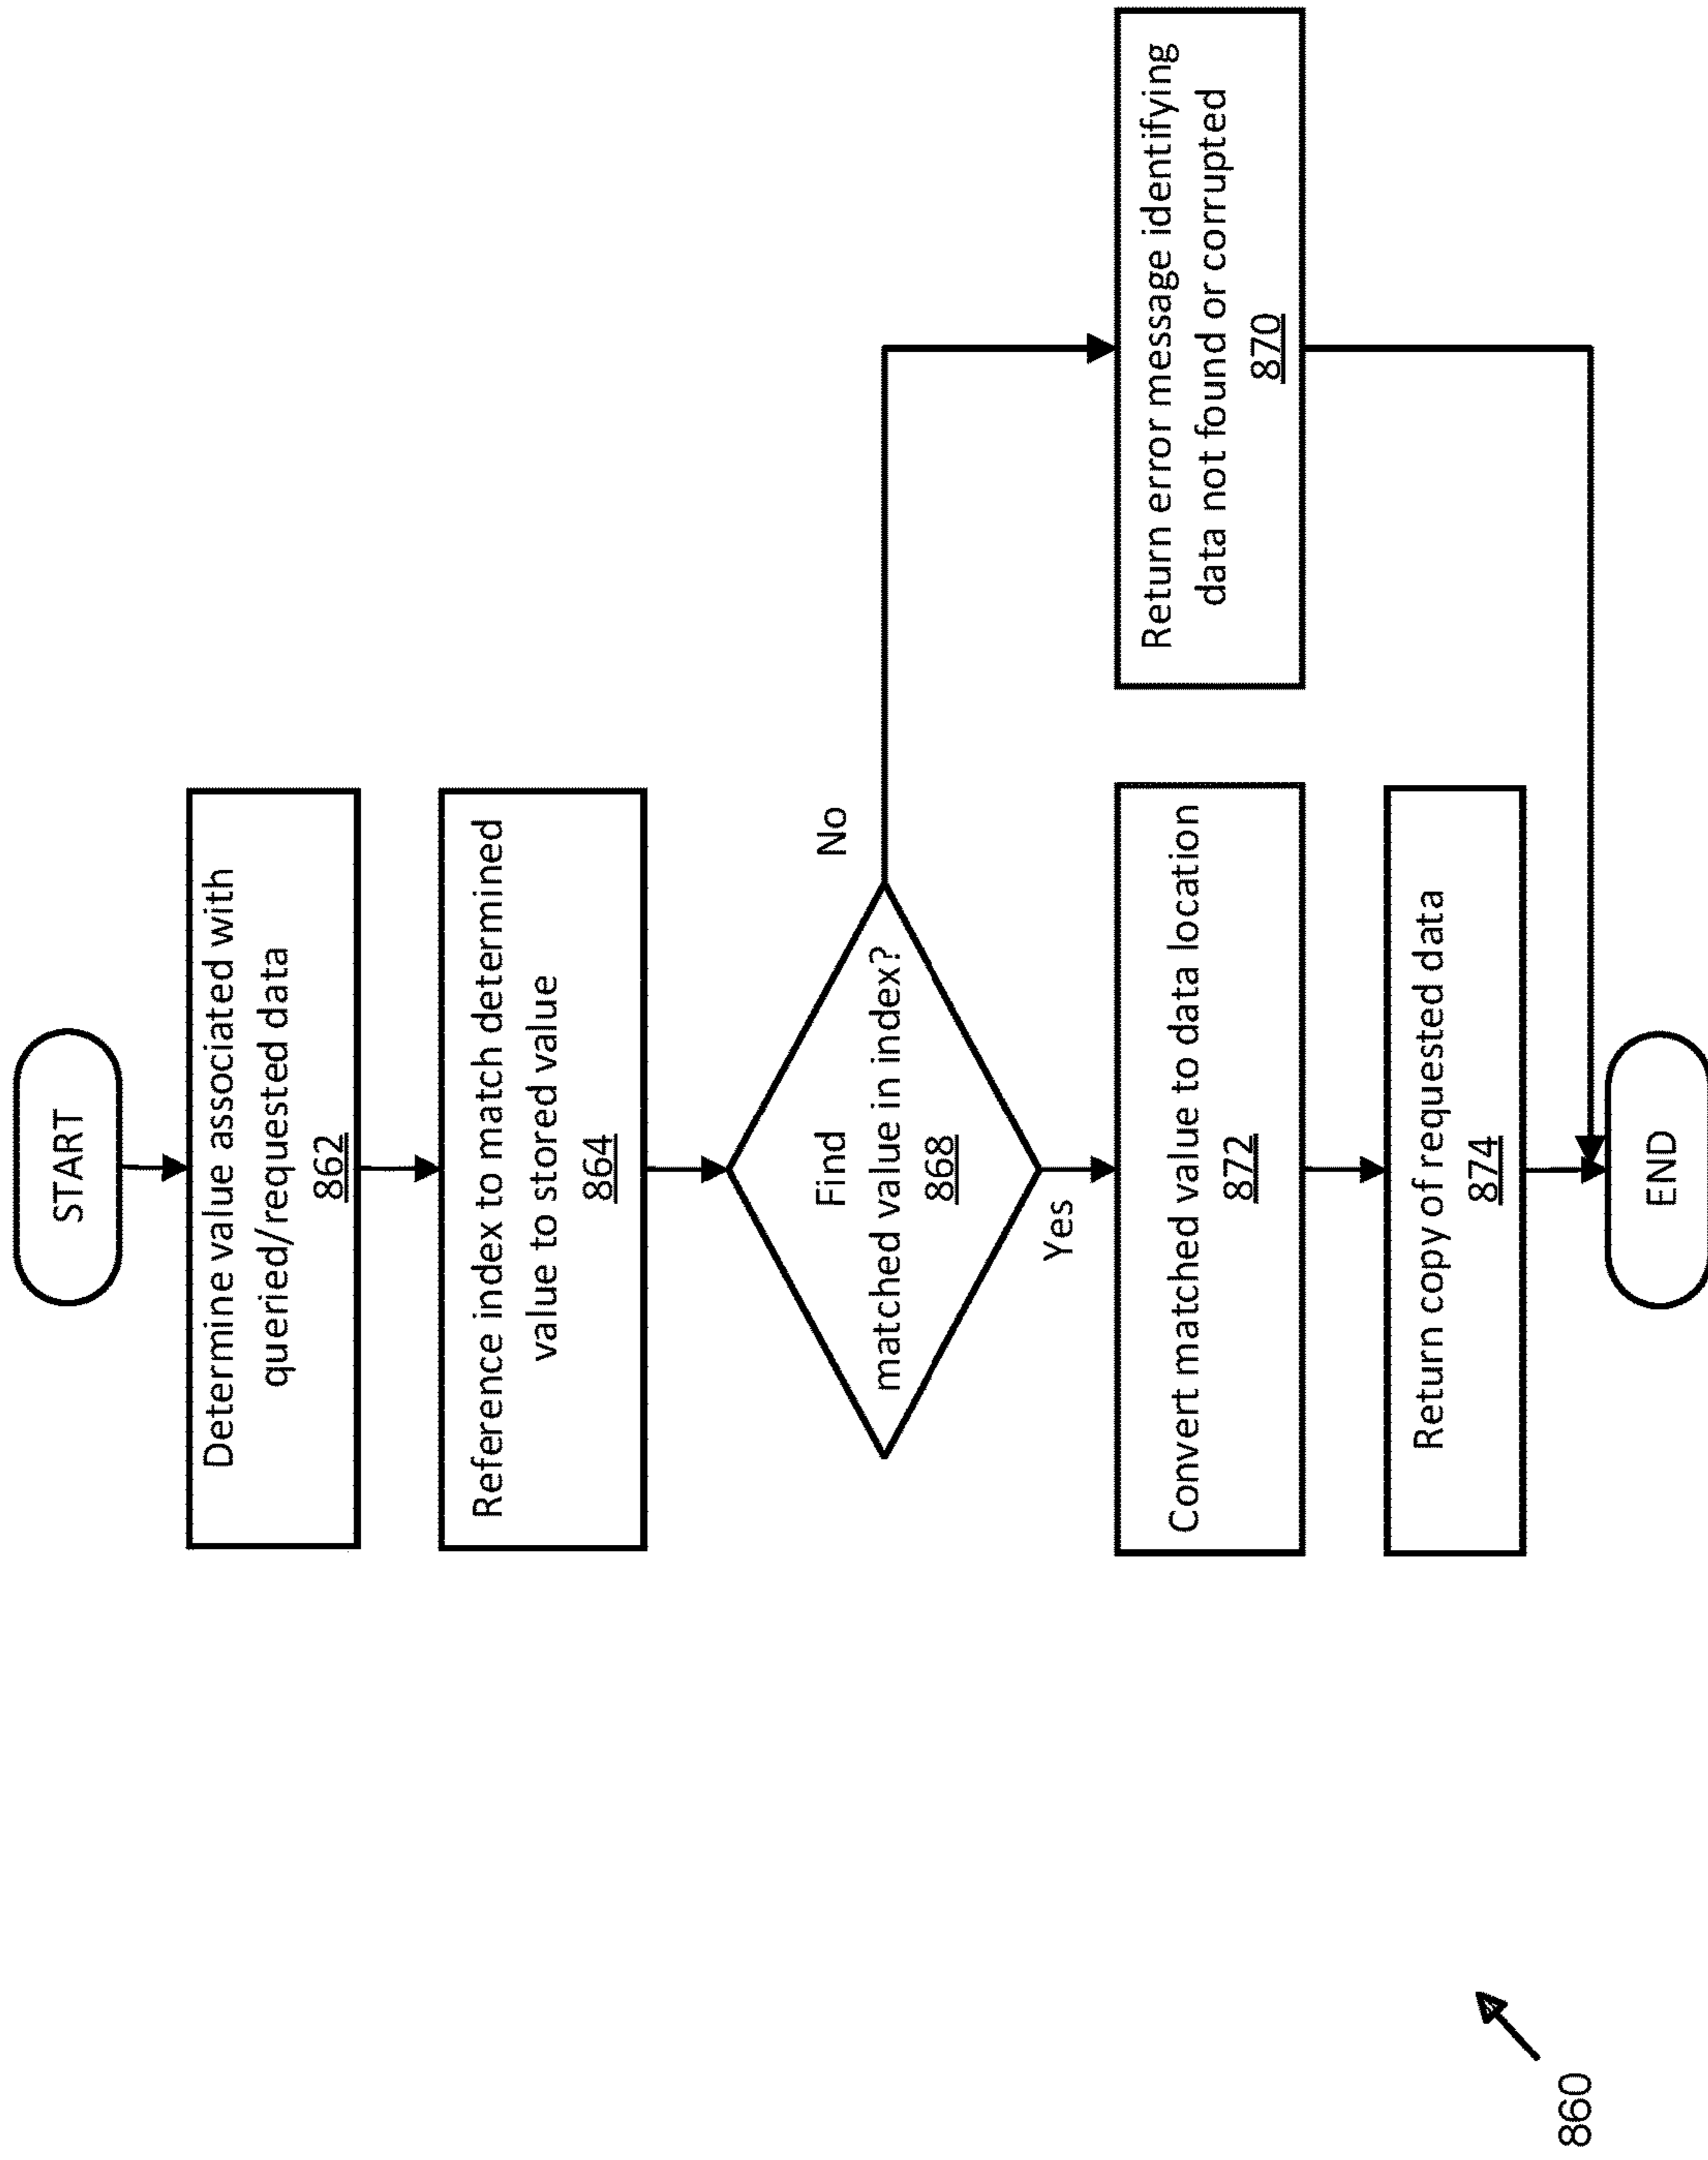 START
Determine value associated with
queried/requested data
862
Reference index to match determined
value to stored value
864
Find
matched value in index?
868
No
Yes
Return error message identifying
data not found or corrupted
870
Convert matched value to data location
872
Return copy of requested data
874
END
860